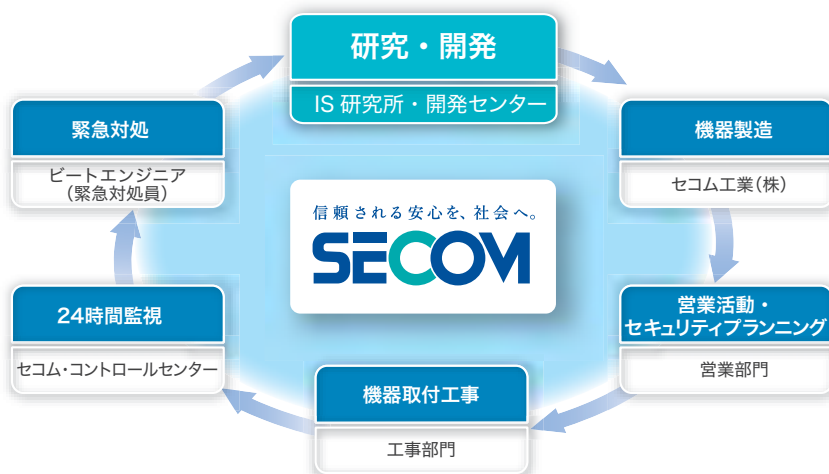 研究・開発
IS 研究所・開発センター
緊急対処
ビートエンジニア
(緊急対処員)
機器製造
セコム工業(株)
信頼される安心を、社会へ。
SECOM
24時間監視
セコム・コントロールセンター
営業活動・
セキュリティプランニング
営業部門
機器取付工事
工事部門